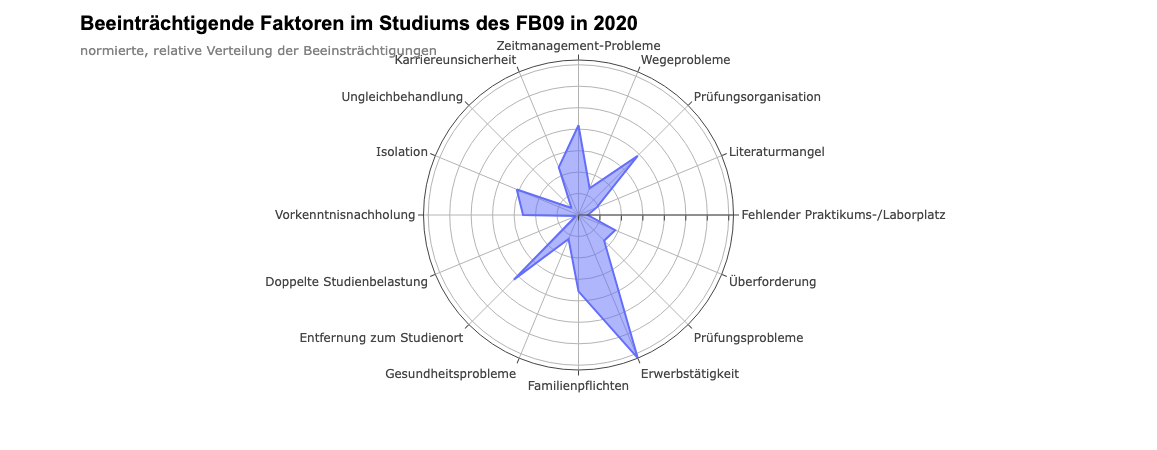 Beeinträchtigende Faktoren im Studiums des FB09 in 2020
normierte, relative Verteilung der Beeinsträchtigungen
Zeitmanagement-Probleme
Karriereunsicherheit
Wegeprobleme
Ungleichbehandlung
Prüfungsorganisation
Isolation
Literaturmangel
Vorkenntnisnachholung
Fehlender Praktikums-/Laborplatz
Doppelte Studienbelastung
Überforderung
Entfernung zum Studienort
Prüfungsprobleme
Gesundheitsprobleme
Erwerbstätigkeit
Familienpflichten